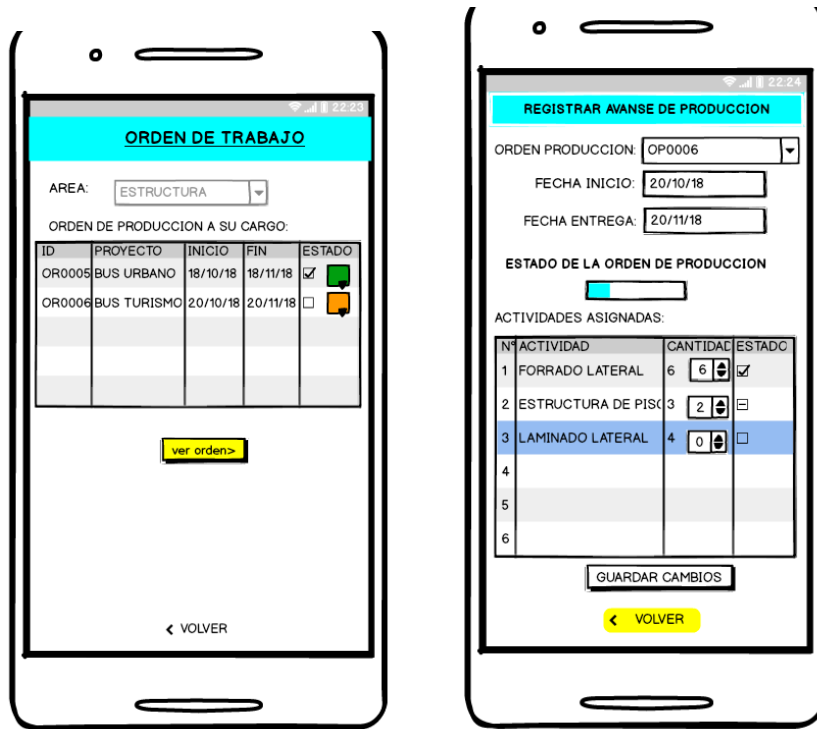 22:23
ORDEN DE TRABAJO
AREA: ESTRUCTURA
ORDEN DE PRODUCCION A SU CARGO:
ID PROYECTO INICIO FIN ESTADO
OR0005 BUS URBANO 18/10/18 18/11/18
OR0006 BUS TURISMO 20/10/18 20/11/18
ver orden>
< VOLVER
22:24
REGISTRAR AVANSE DE PRODUCCION
ORDEN PRODUCCION: OP0006
FECHA INICIO: 20/10/18
FECHA ENTREGA: 20/11/18
ESTADO DE LA ORDEN DE PRODUCCION
ACTIVIDADES ASIGNADAS:
Nº ACTIVIDAD CANTIDAD ESTADO
1 FORRADO LATERAL 6 6
2 ESTRUCTURA DE PISO 3 2
3 LAMINADO LATERAL 4 0
4
5
6
GUARDAR CAMBIOS
< VOLVER